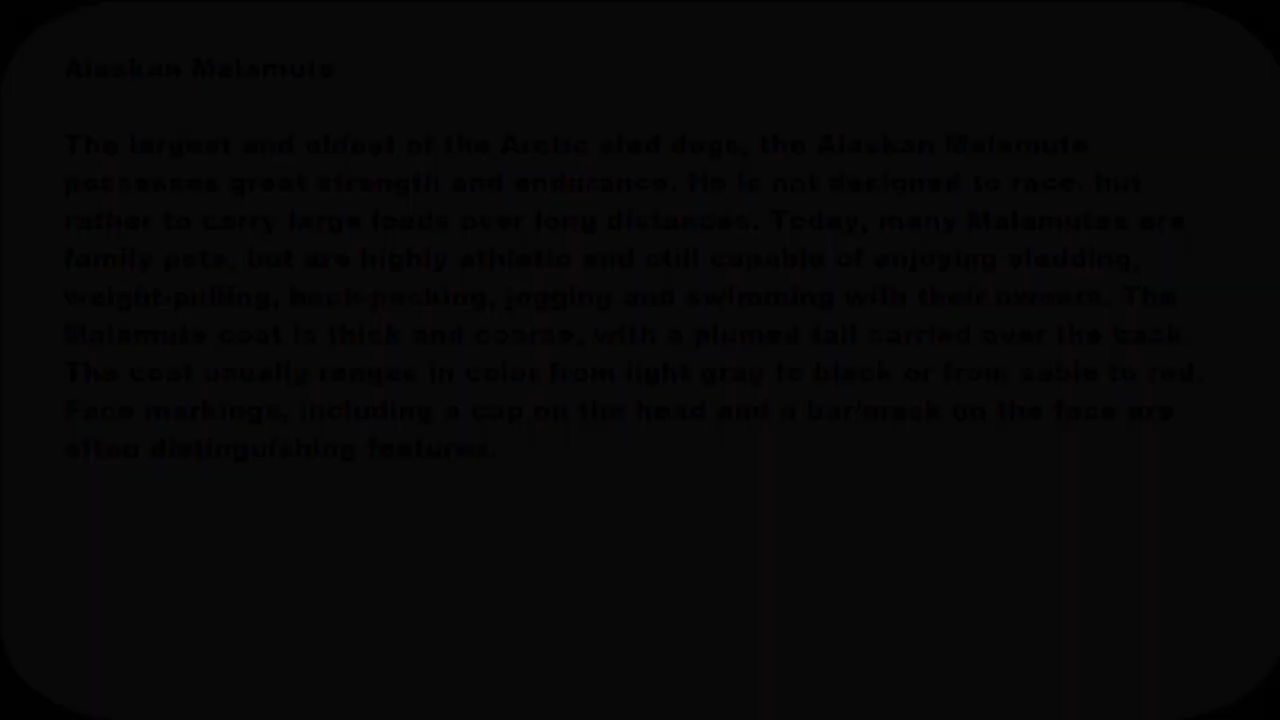 Alaskan Malamute
The largest and oldest of the Arctic sled dogs, the Alaskan Malamute
possesses great strength and endurance. He is not designed to race, but
rather to carry large loads over long distances. Today, many Malamutes are
family pets, but are highly athletic and still capable of enjoying sledding,
weight-pulling, back-packing, jogging and swimming with their owners. The
Malamute coat is thick and coarse, with a plumed tail carried over the back.
The coat usually ranges in color from light gray to black or from sable to red.
Face markings, including a cap on the head and a bar/mask on the face are
often distinguishing features.